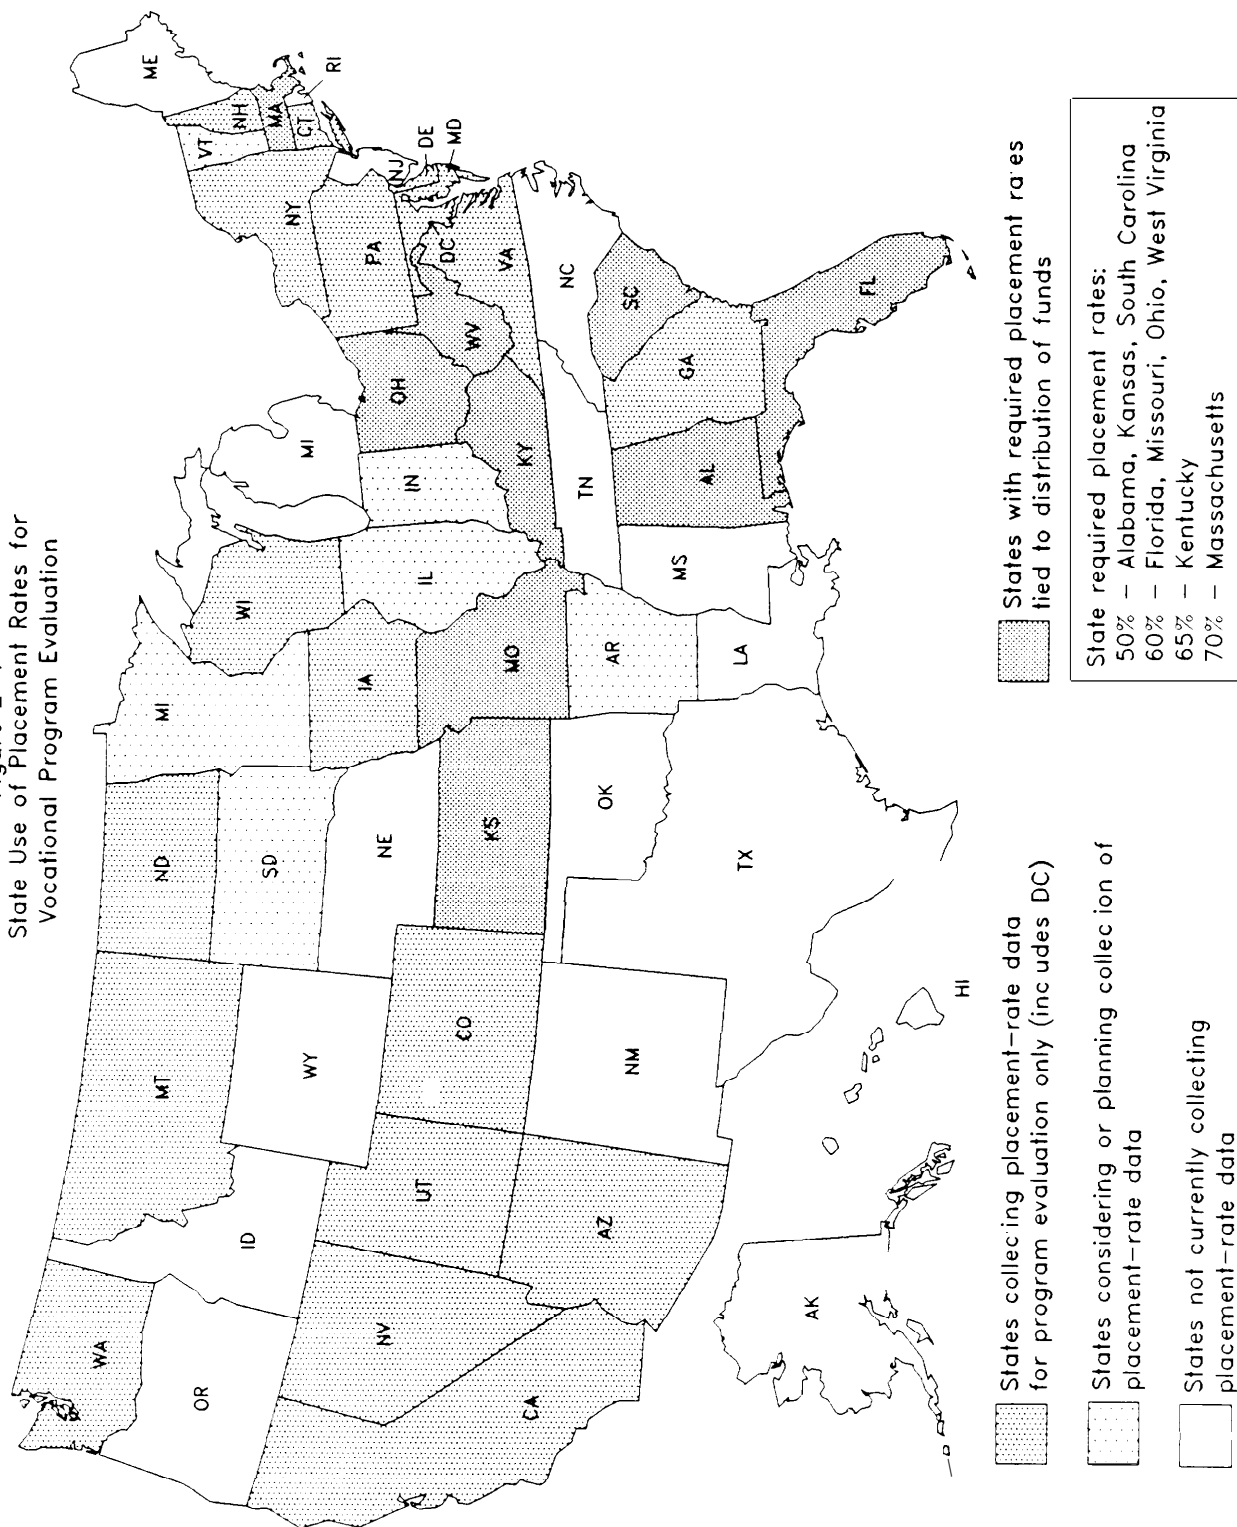 State Use of Placement Rates for
Vocational Program Evaluation
WA
OR
CA
NV
ID
MT
WY
UT
AZ
CO
NM
ND
SD
NE
KS
OK
TX
MI
IA
MO
AR
LA
WI
IL
MI
IN
OH
KY
TN
MS
AL
GA
FL
SC
NC
VA
WV
DC
PA
NY
NJ
DE
MD
VT
NH
MA
CT
RI
ME
AK
HI
States collecting placement-rate data
for program evaluation only (includes DC)
States considering or planning collection of
placement-rate data
States not currently collecting
placement-rate data
States with required placement rates
tied to distribution of funds
State required placement rates:
50% – Alabama, Kansas, South Carolina
60% – Florida, Missouri, Ohio, West Virginia
65% – Kentucky
70% – Massachusetts